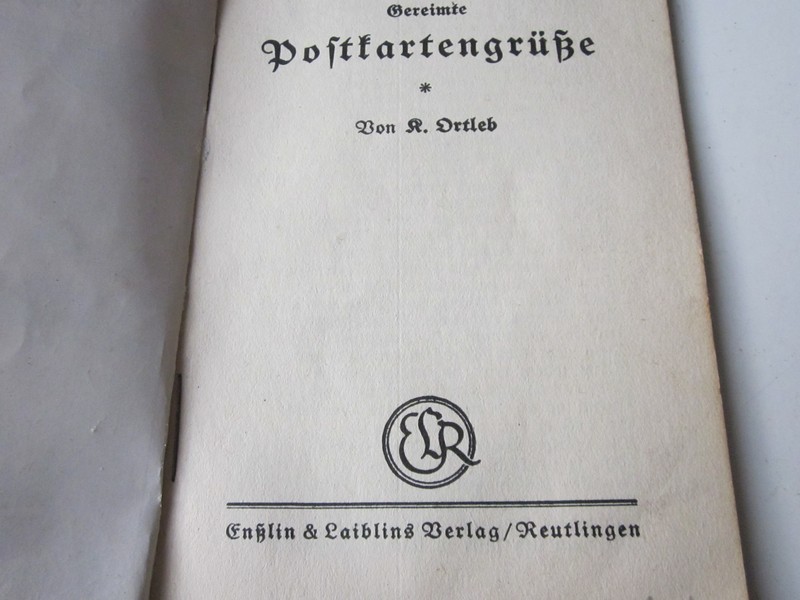 Gereimte
Poſtkartengrüße
*
Von K. Ortleb
ELR
Enßlin & Laiblins Verlag / Reutlingen